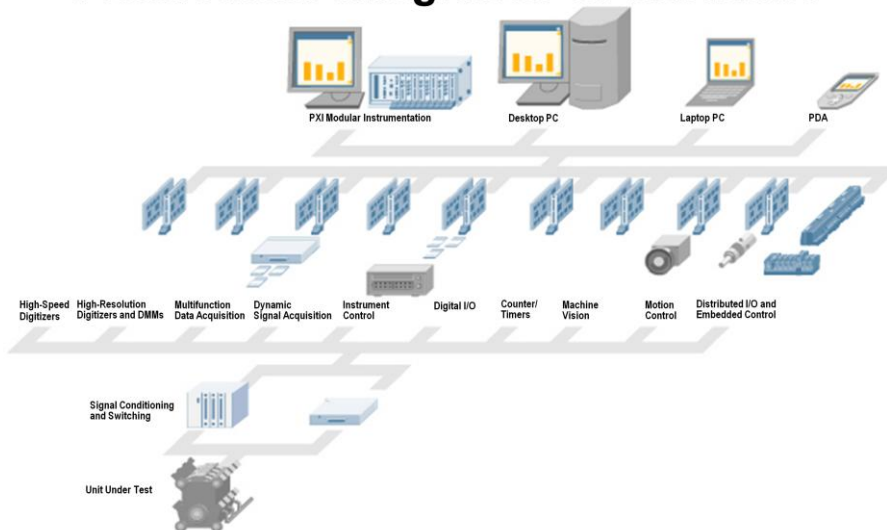 PXI Modular Instrumentation
Desktop PC
Laptop PC
PDA
High-Speed
Digitizers
High-Resolution
Digitizers and DMMs
Multifunction
Data Acquisition
Dynamic
Signal Acquisition
Instrument
Control
Digital I/O
Counter/
Timers
Machine
Vision
Motion
Control
Distributed I/O and
Embedded Control
Signal Conditioning
and Switching
Unit Under Test